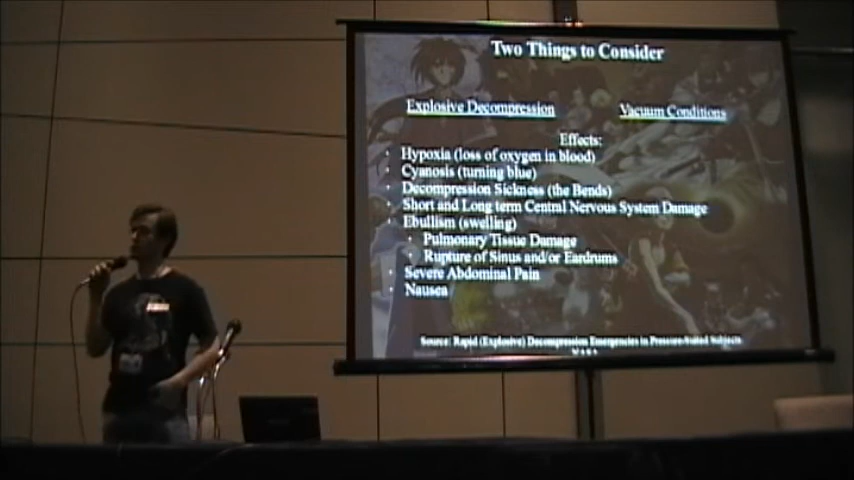 Two Things to Consider
Explosive Decompression Vacuum Conditions
Effects:
Hypoxia (loss of oxygen in blood)
Cyanosis (turning blue)
Decompression Sickness (the Bends)
Short and Long term Central Nervous System Damage
Ebullism (swelling)
Pulmonary Tissue Damage
Rupture of Sinus and/or Eardrums
Severe Abdominal Pain
Nausea
Source: Rapid (Explosive) Decompression Emergencies in Pressure-Suited Subjects